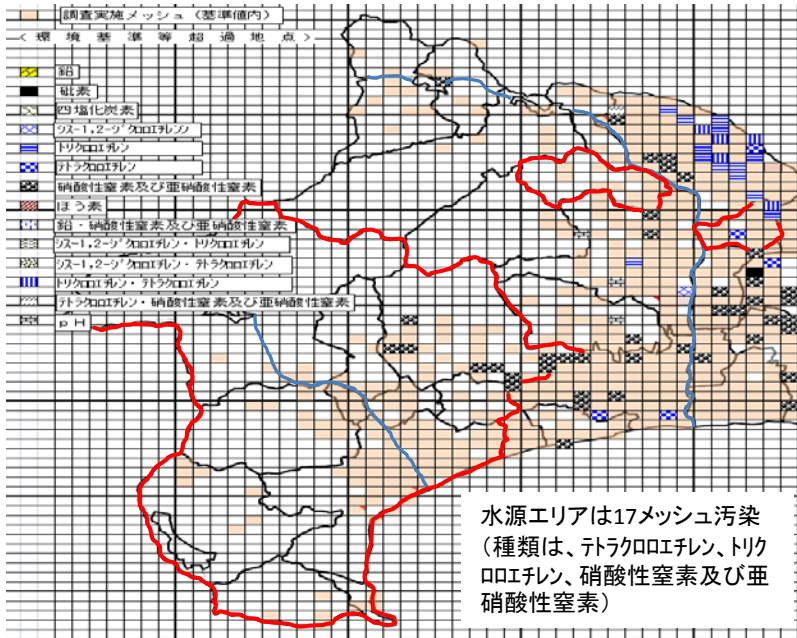 調査実施メッシュ（基準値内）
＜環境基準等超過地点＞
鉛
砒素
四塩化炭素
シス-1,2-ジクロロエチレン
トリクロロエチレン
テトラクロロエチレン
硝酸性窒素及び亜硝酸性窒素
ほう素
鉛・硝酸性窒素及び亜硝酸性窒素
シス-1,2-ジクロロエチレン・トリクロロエチレン
シス-1,2-ジクロロエチレン・テトラクロロエチレン
トリクロロエチレン・テトラクロロエチレン
テトラクロロエチレン・硝酸性窒素及び亜硝酸性窒素
pH
水源エリアは17メッシュ汚染
（種類は、テトラクロロエチレン、トリク
ロロエチレン、硝酸性窒素及び亜
硝酸性窒素）